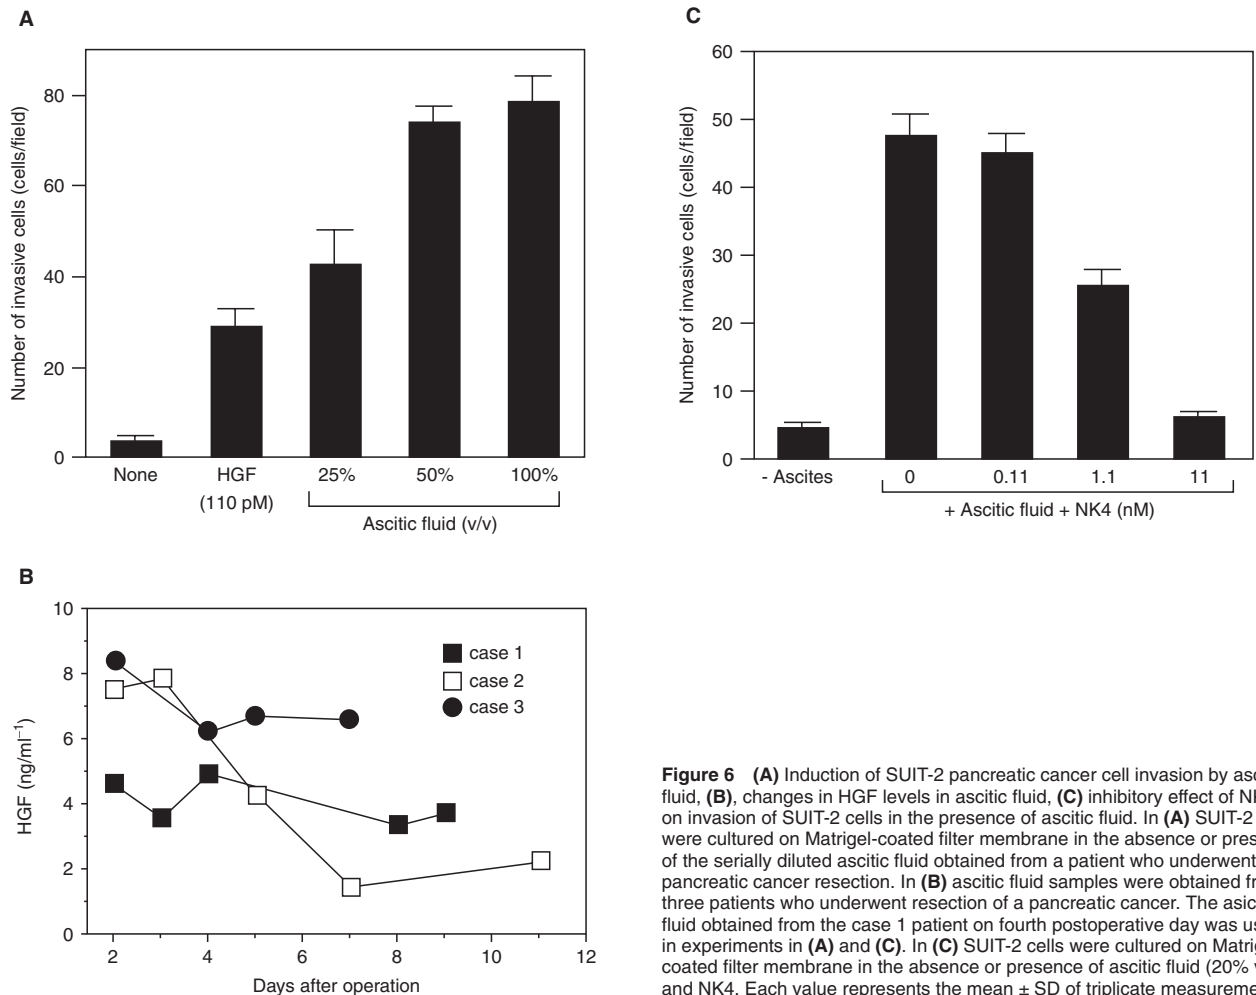 A
Number of invasive cells (cells/field)
80
60
40
20
0
None
HGF
(110 pM)
25%
50%
100%
Ascitic fluid (v/v)
C
Number of invasive cells (cells/field)
60
50
40
30
20
10
0
- Ascites
0
0.11
1.1
11
+ Ascitic fluid + NK4 (nM)
B
HGF (ng/ml⁻¹)
10
8
6
4
2
0
case 1
case 2
case 3
2
4
6
8
10
12
Days after operation
Figure 6 (A) Induction of SUIT-2 pancreatic cancer cell invasion by
fluid, (B), changes in HGF levels in ascitic fluid, (C) inhibitory effect of
on invasion of SUIT-2 cells in the presence of ascitic fluid. In (A) SUIT-2
were cultured on Matrigel-coated filter membrane in the absence or
of the serially diluted ascitic fluid obtained from a patient who underwent
pancreatic cancer resection. In (B) ascitic fluid samples were obtained
three patients who underwent resection of a pancreatic cancer. The
fluid obtained from the case 1 patient on fourth postoperative day was
in experiments in (A) and (C). In (C) SUIT-2 cells were cultured on
coated filter membrane in the absence or presence of ascitic fluid (20%
and NK4. Each value represents the mean ± SD of triplicate